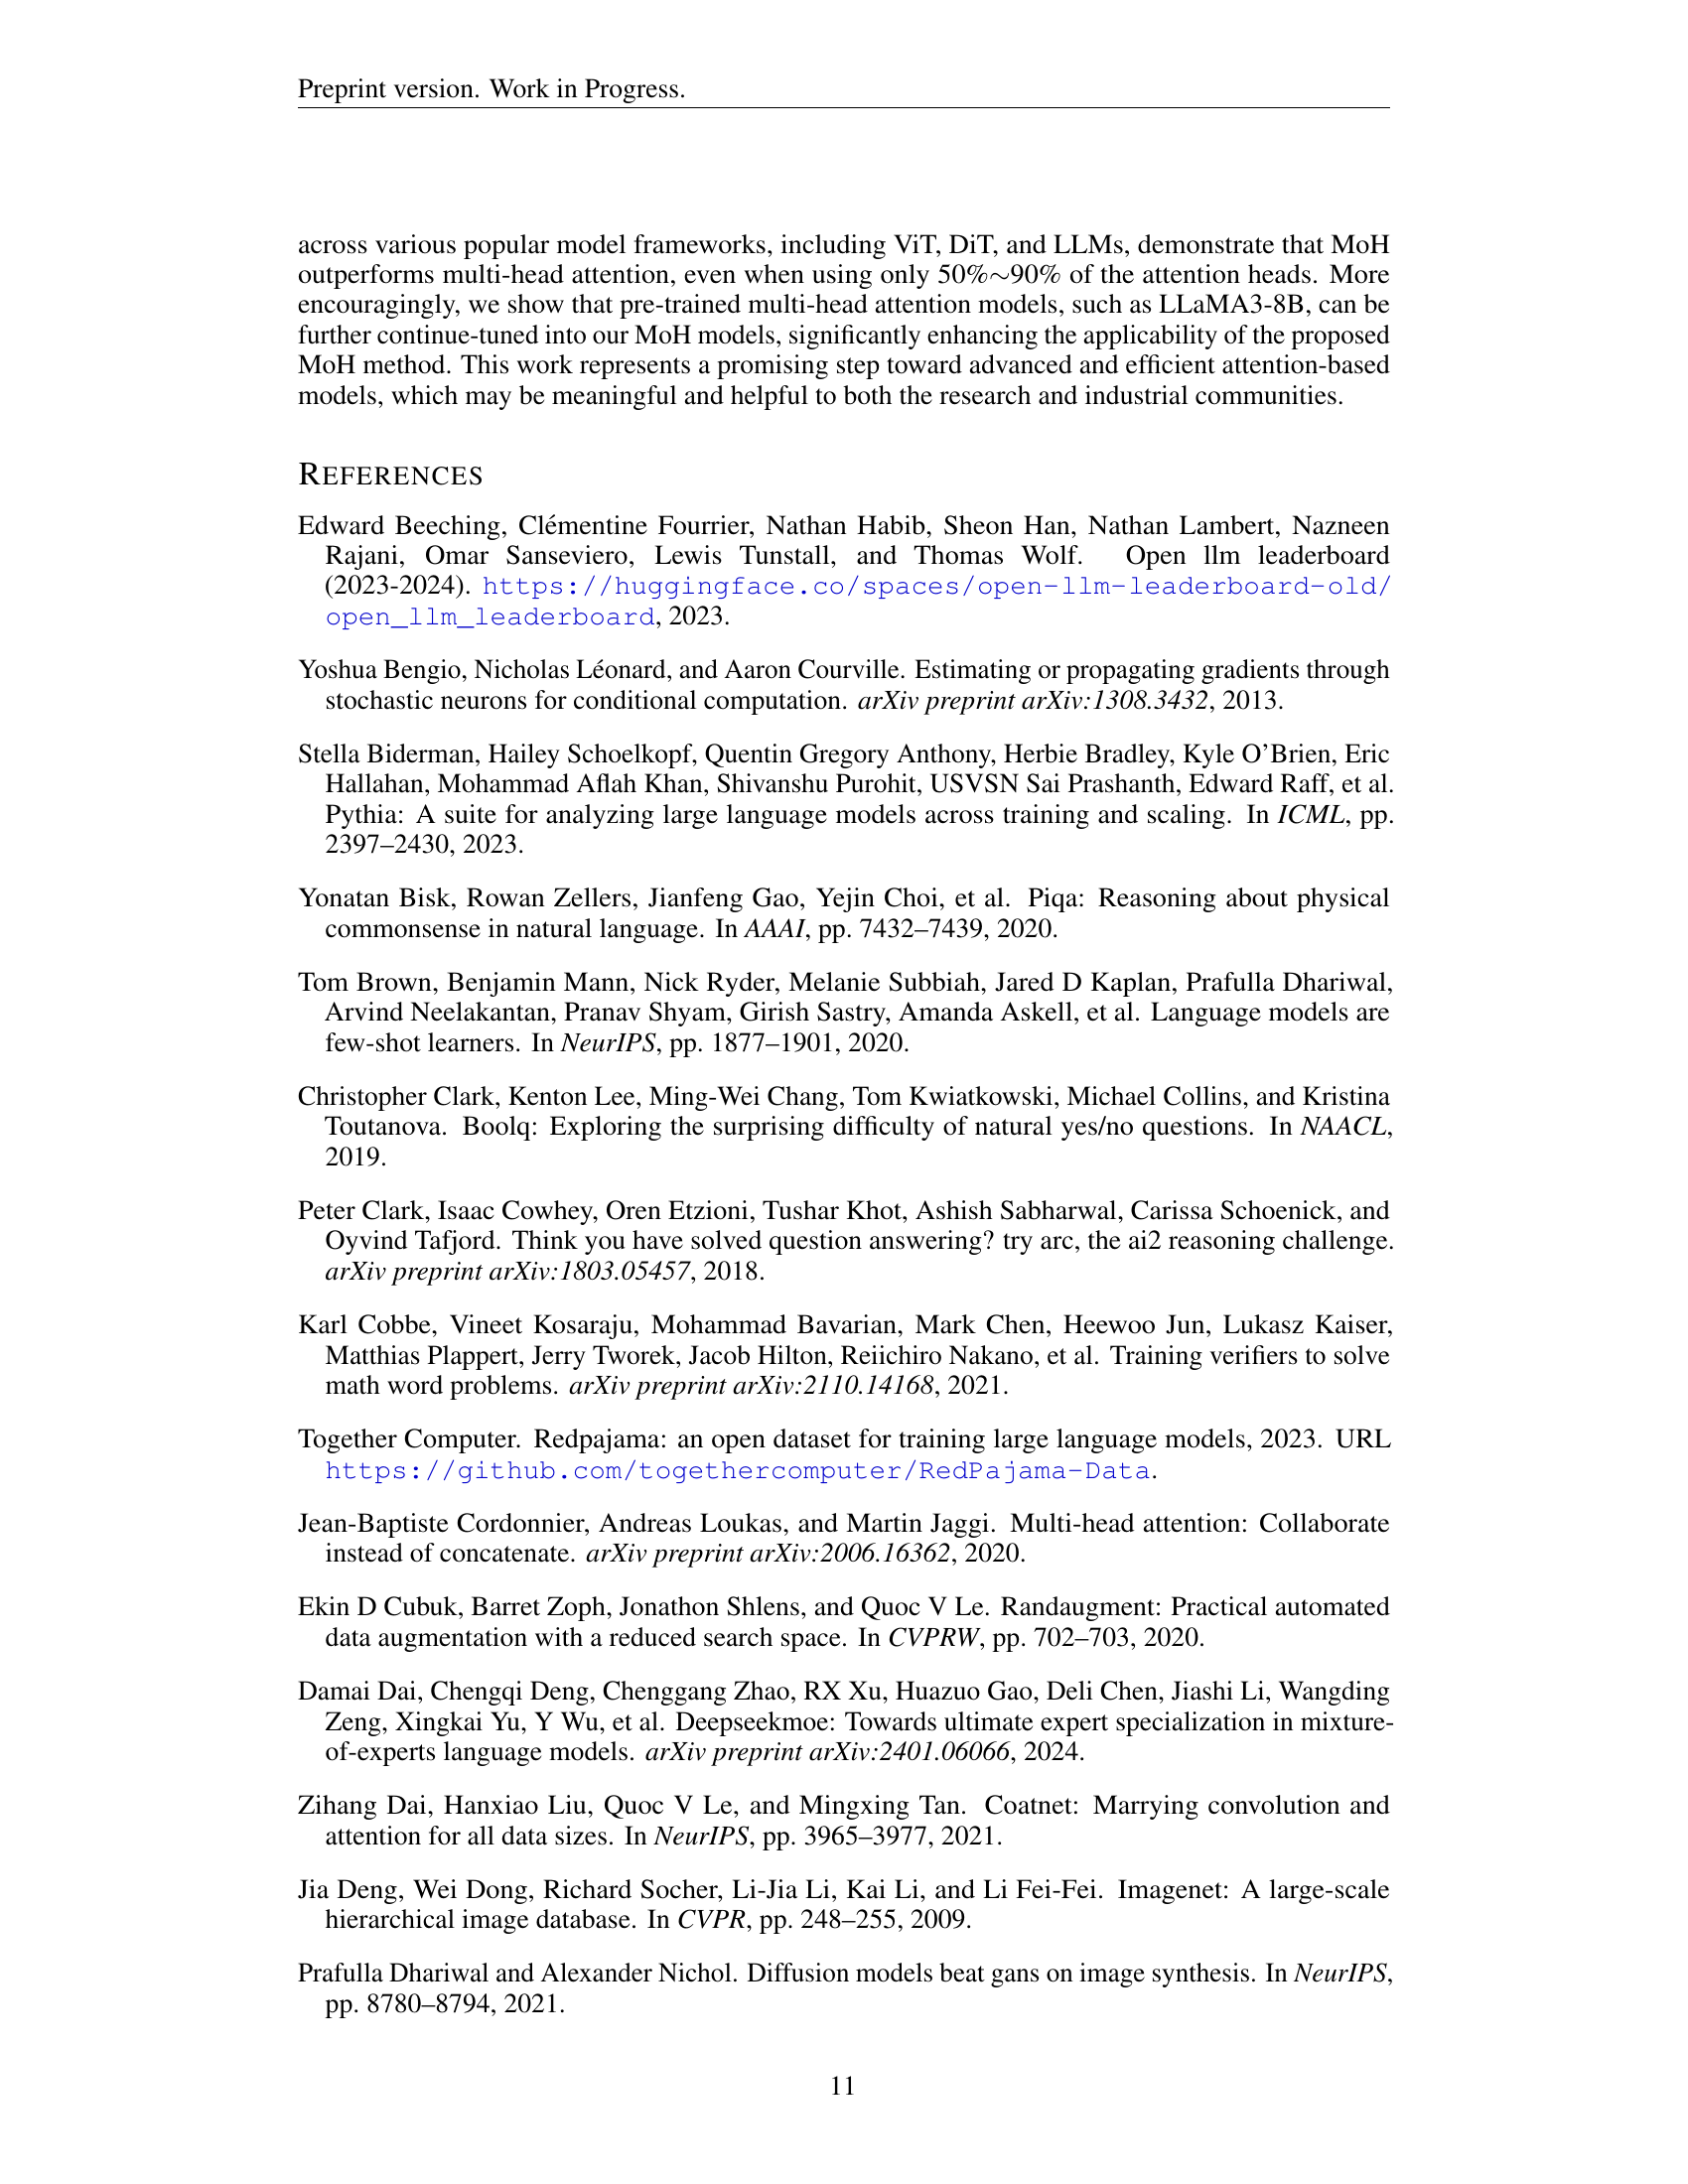 Preprint version. Work in Progress.
across various popular model frameworks, including ViT, DiT, and LLMs, demonstrate that MoH
outperforms multi-head attention, even when using only 50%∼90% of the attention heads. More
encouragingly, we show that pre-trained multi-head attention models, such as LLaMA3-8B, can be
further continue-tuned into our MoH models, significantly enhancing the applicability of the proposed
MoH method. This work represents a promising step toward advanced and efficient attention-based
models, which may be meaningful and helpful to both the research and industrial communities.
REFERENCES
Edward Beeching, Clémentine Fourrier, Nathan Habib, Sheon Han, Nathan Lambert, Nazneen
Rajani, Omar Sanseviero, Lewis Tunstall, and Thomas Wolf. Open llm leaderboard
(2023-2024). https://huggingface.co/spaces/open-llm-leaderboard-old/
open_llm_leaderboard, 2023.
Yoshua Bengio, Nicholas Léonard, and Aaron Courville. Estimating or propagating gradients through
stochastic neurons for conditional computation. arXiv preprint arXiv:1308.3432, 2013.
Stella Biderman, Hailey Schoelkopf, Quentin Gregory Anthony, Herbie Bradley, Kyle O'Brien, Eric
Hallahan, Mohammad Aflah Khan, Shivanshu Purohit, USVSN Sai Prashanth, Edward Raff, et al.
Pythia: A suite for analyzing large language models across training and scaling. In ICML, pp.
2397–2430, 2023.
Yonatan Bisk, Rowan Zellers, Jianfeng Gao, Yejin Choi, et al. Piqa: Reasoning about physical
commonsense in natural language. In AAAI, pp. 7432–7439, 2020.
Tom Brown, Benjamin Mann, Nick Ryder, Melanie Subbiah, Jared D Kaplan, Prafulla Dhariwal,
Arvind Neelakantan, Pranav Shyam, Girish Sastry, Amanda Askell, et al. Language models are
few-shot learners. In NeurIPS, pp. 1877–1901, 2020.
Christopher Clark, Kenton Lee, Ming-Wei Chang, Tom Kwiatkowski, Michael Collins, and Kristina
Toutanova. Boolq: Exploring the surprising difficulty of natural yes/no questions. In NAACL,
2019.
Peter Clark, Isaac Cowhey, Oren Etzioni, Tushar Khot, Ashish Sabharwal, Carissa Schoenick, and
Oyvind Tafjord. Think you have solved question answering? try arc, the ai2 reasoning challenge.
arXiv preprint arXiv:1803.05457, 2018.
Karl Cobbe, Vineet Kosaraju, Mohammad Bavarian, Mark Chen, Heewoo Jun, Lukasz Kaiser,
Matthias Plappert, Jerry Tworek, Jacob Hilton, Reiichiro Nakano, et al. Training verifiers to solve
math word problems. arXiv preprint arXiv:2110.14168, 2021.
Together Computer. Redpajama: an open dataset for training large language models, 2023. URL
https://github.com/togethercomputer/RedPajama-Data.
Jean-Baptiste Cordonnier, Andreas Loukas, and Martin Jaggi. Multi-head attention: Collaborate
instead of concatenate. arXiv preprint arXiv:2006.16362, 2020.
Ekin D Cubuk, Barret Zoph, Jonathon Shlens, and Quoc V Le. Randaugment: Practical automated
data augmentation with a reduced search space. In CVPRW, pp. 702–703, 2020.
Damai Dai, Chengqi Deng, Chenggang Zhao, RX Xu, Huazuo Gao, Deli Chen, Jiashi Li, Wangding
Zeng, Xingkai Yu, Y Wu, et al. Deepseekmoe: Towards ultimate expert specialization in mixture-
of-experts language models. arXiv preprint arXiv:2401.06066, 2024.
Zihang Dai, Hanxiao Liu, Quoc V Le, and Mingxing Tan. Coatnet: Marrying convolution and
attention for all data sizes. In NeurIPS, pp. 3965–3977, 2021.
Jia Deng, Wei Dong, Richard Socher, Li-Jia Li, Kai Li, and Li Fei-Fei. Imagenet: A large-scale
hierarchical image database. In CVPR, pp. 248–255, 2009.
Prafulla Dhariwal and Alexander Nichol. Diffusion models beat gans on image synthesis. In NeurIPS,
pp. 8780–8794, 2021.
11